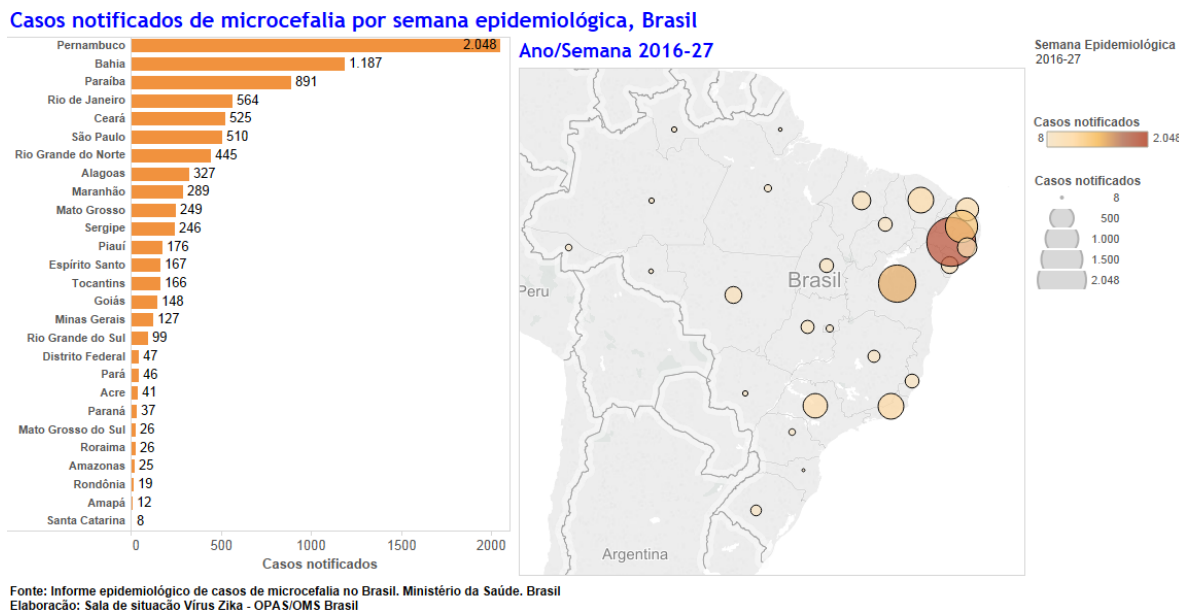 Casos notificados de microcefalia por semana epidemiológica, Brasil
Pernambuco 2.048
Bahia 1.187
Paraíba 891
Rio de Janeiro 564
Ceará 525
São Paulo 510
Rio Grande do Norte 445
Alagoas 327
Maranhão 289
Mato Grosso 249
Sergipe 246
Piauí 176
Espírito Santo 167
Tocantins 166
Goiás 148
Minas Gerais 127
Rio Grande do Sul 99
Distrito Federal 47
Pará 46
Acre 41
Paraná 37
Mato Grosso do Sul 26
Roraima 26
Amazonas 25
Rondônia 19
Amapá 12
Santa Catarina 8
0 500 1000 1500 2000
Casos notificados
Ano/Semana 2016-27
Brasil
Peru
Argentina
Semana Epidemiológica
2016-27
Casos notificados
8 2.048
Casos notificados
8
500
1.000
1.500
2.048
Fonte: Informe epidemiológico de casos de microcefalia no Brasil. Ministério da Saúde. Brasil
Elaboração: Sala de situação Vírus Zika - OPAS/OMS Brasil